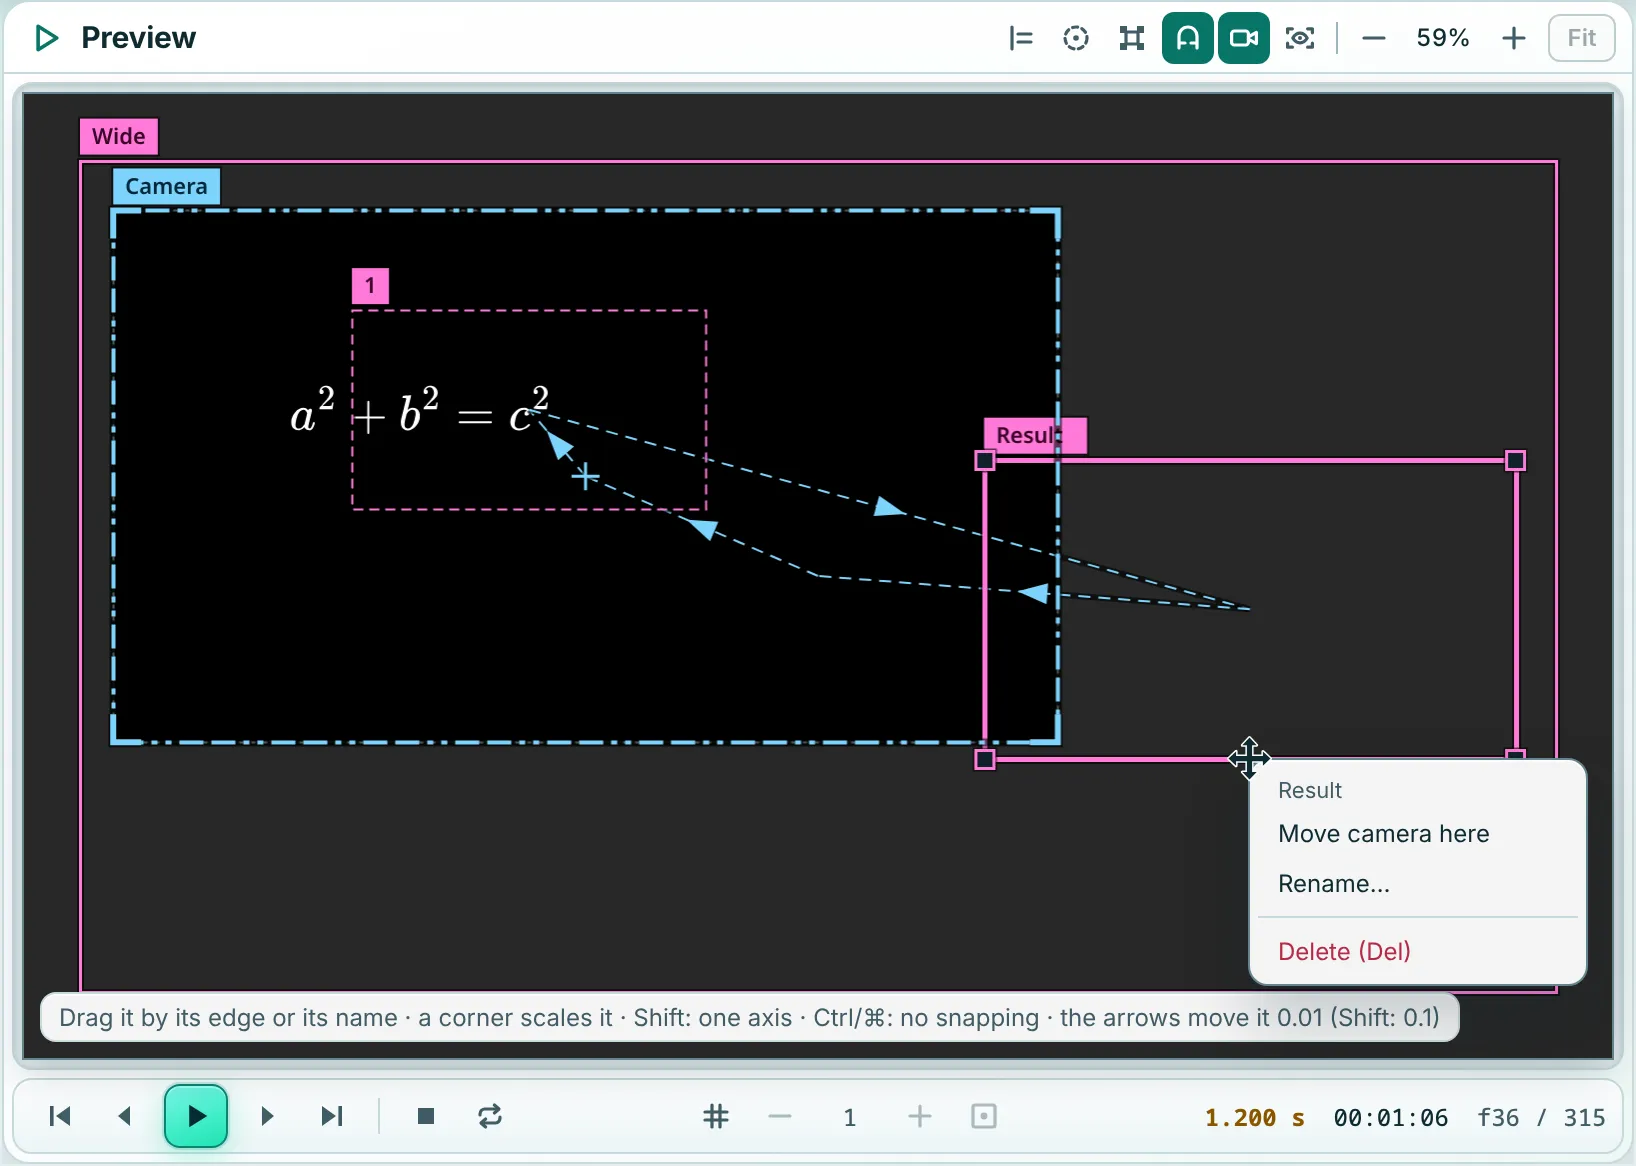 Preview
59%
Fit
Wide
Camera
1
a² + b² = c²
Result
Result
Move camera here
Rename...
Delete (Del)
Drag it by its edge or its name · a corner scales it · Shift: one axis · Ctrl/⌘: no snapping · the arrows move it 0.01 (Shift: 0.1)
1
1.200 s 00:01:06 f36 / 315